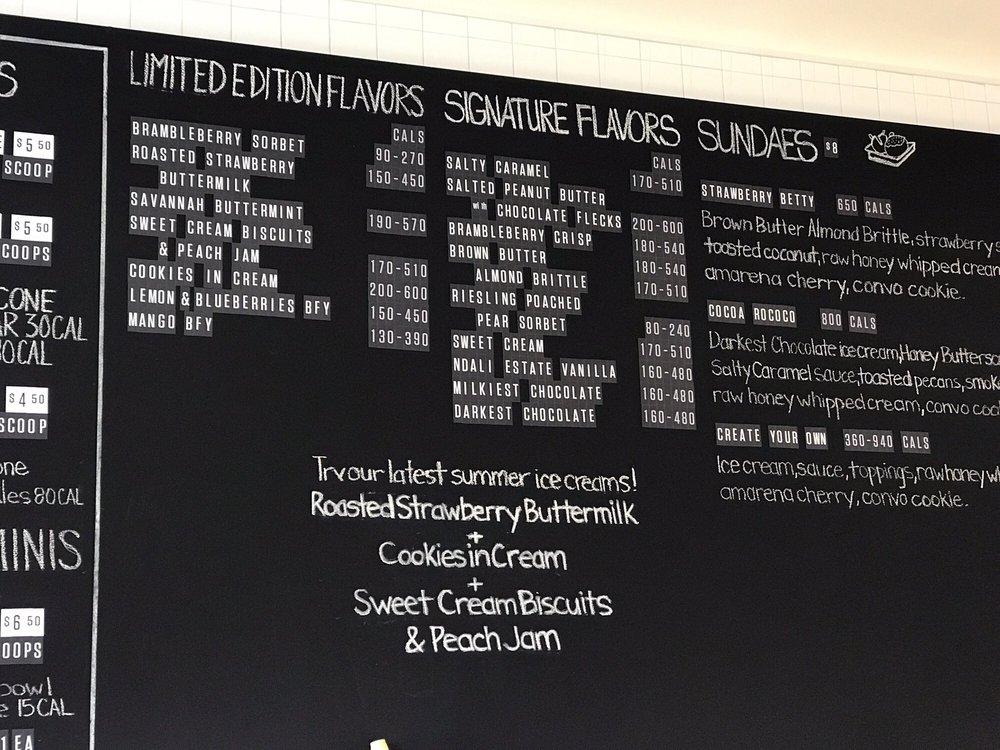 S
$5 50
SCOOP
$5 50
COOPS
CONE
AR 30CAL
0CAL
$4 50
SCOOP
one
les 80CAL
MINIS
$6 50
OOPS
bowl
e 15CAL
1 EA
LIMITED EDITION FLAVORS
CALS
BRAMBLEBERRY SORBET 90-270
ROASTED STRAWBERRY 150-450
BUTTERMILK
SAVANNAH BUTTERMINT 190-570
SWEET CREAM BISCUITS
& PEACH JAM 170-510
COOKIES IN CREAM 200-600
LEMON & BLUEBERRIES BFY 150-450
MANGO BFY 130-390
SIGNATURE FLAVORS
CALS
SALTY CARAMEL 170-510
SALTED PEANUT BUTTER
with CHOCOLATE FLECKS 200-600
BRAMBLEBERRY CRISP 180-540
BROWN BUTTER 180-540
ALMOND BRITTLE 170-510
RIESLING POACHED
PEAR SORBET 80-240
SWEET CREAM 170-510
NDALI ESTATE VANILLA 160-480
MILKIEST CHOCOLATE 160-480
DARKEST CHOCOLATE 160-480
Try our latest summer ice creams!
Roasted Strawberry Buttermilk
+
Cookies in Cream
+
Sweet Cream Biscuits
& Peach Jam
SUNDAES $8
STRAWBERRY BETTY 650 CALS
Brown Butter Almond Brittle, strawberry s
toasted coconut, raw honey whipped cream
amarena cherry, convo cookie.
COCOA ROCOCO 800 CALS
Darkest Chocolate ice cream, Honey Buttersc
Salty Caramel sauce, toasted pecans, smok
raw honey whipped cream, convo coo
CREATE YOUR OWN 360-940 CALS
Ice cream, sauce, toppings, raw honey wh
amarena cherry, convo cookie.